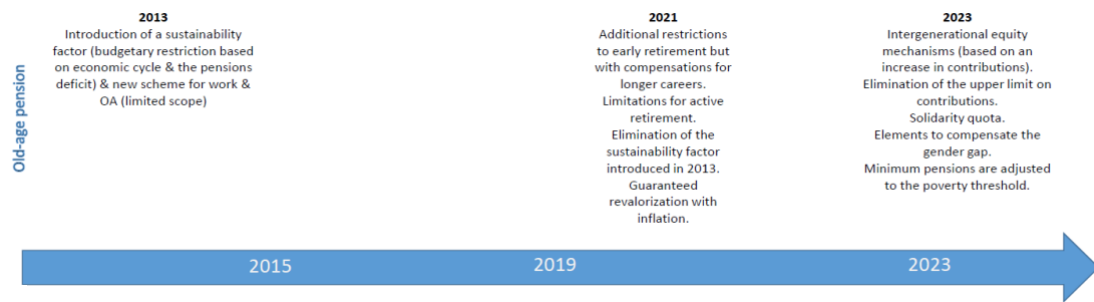 Old-age pension
2013
Introduction of a sustainability
factor (budgetary restriction based
on economic cycle & the pensions
deficit) & new scheme for work &
OA (limited scope)
2021
Additional restrictions
to early retirement but
with compensations for
longer careers.
Limitations for active
retirement.
Elimination of the
sustainability factor
introduced in 2013.
Guaranteed
revalorization with
inflation.
2023
Intergenerational equity
mechanisms (based on an
increase in contributions).
Elimination of the upper limit on
contributions.
Solidarity quota.
Elements to compensate the
gender gap.
Minimum pensions are adjusted
to the poverty threshold.
2015
2019
2023